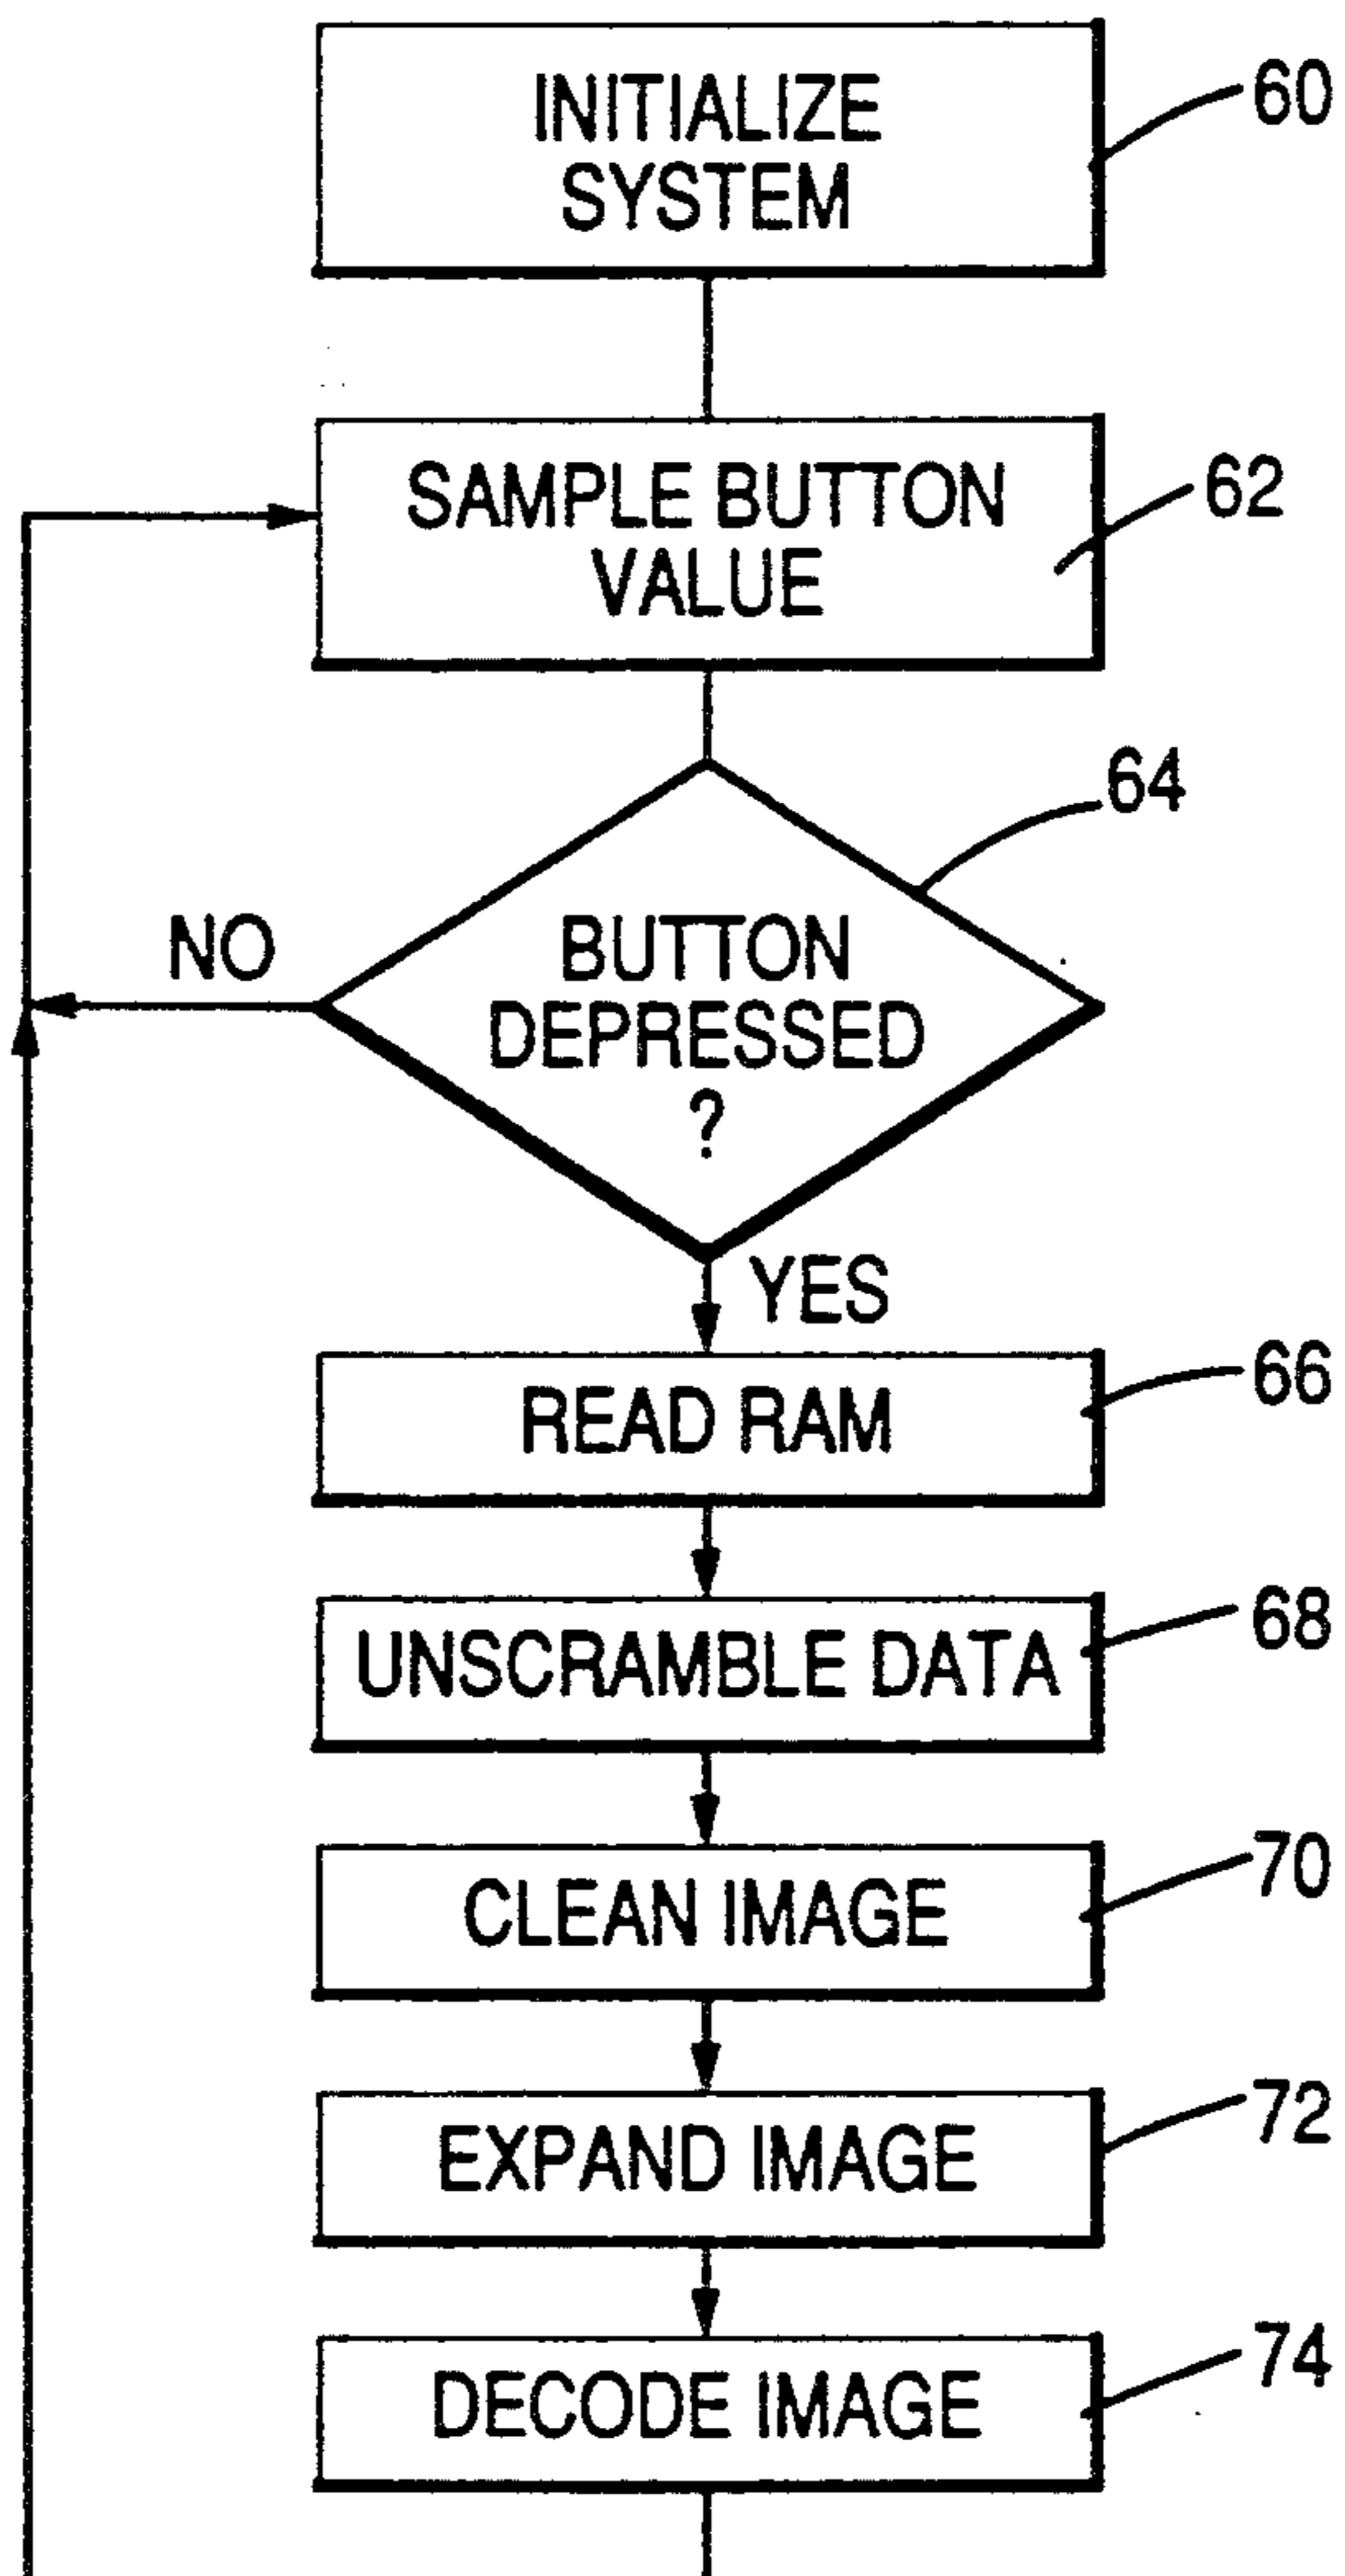 INITIALIZE
SYSTEM
60
SAMPLE BUTTON
VALUE
62
64
NO
BUTTON
DEPRESSED
?
YES
READ RAM
66
UNSCRAMBLE DATA
68
CLEAN IMAGE
70
EXPAND IMAGE
72
DECODE IMAGE
74